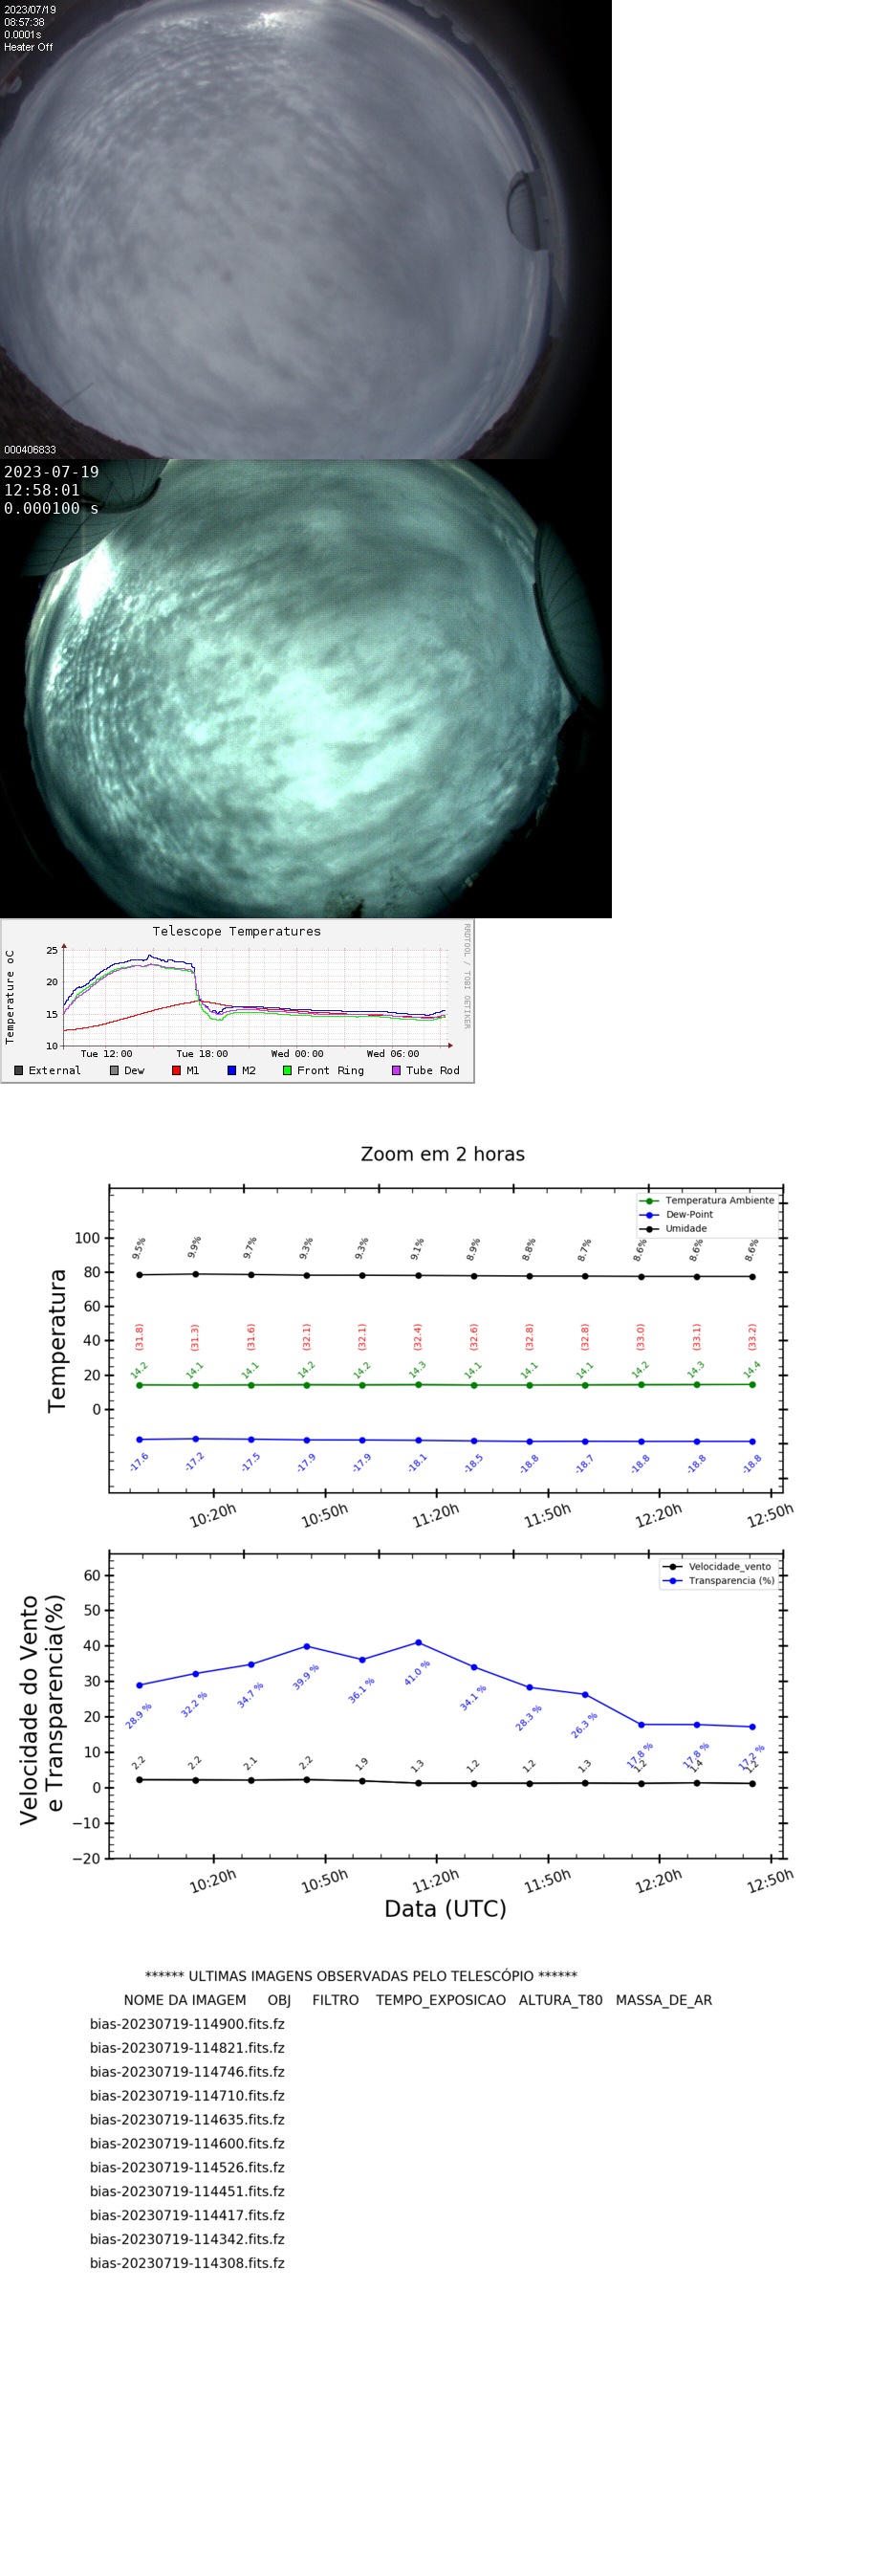 2023/07/19
08:57:38
0.0001s
Heater Off
000406833
2023-07-19
12:58:01
0.000100 s
Telescope Temperatures
RRDTOOL / TOBI OETIKER
Temperature oC
25
20
15
10
Tue 12:00 Tue 18:00 Wed 00:00 Wed 06:00
External Dew M1 M2 Front Ring Tube Rod
Zoom em 2 horas
Temperatura Ambiente
Dew-Point
Umidade
Temperatura
100
80
60
40
20
0
9.5% 9.9% 9.7% 9.3% 9.3% 9.1% 8.9% 8.8% 8.7% 8.6% 8.6% 8.6%
(31.8) (31.3) (31.6) (32.1) (32.1) (32.4) (32.6) (32.8) (32.8) (33.0) (33.1) (33.2)
14.2 14.1 14.1 14.2 14.2 14.3 14.1 14.1 14.1 14.2 14.3 14.4
-17.6 -17.2 -17.5 -17.9 -17.9 -18.1 -18.5 -18.8 -18.7 -18.8 -18.8 -18.8
10:20h 10:50h 11:20h 11:50h 12:20h 12:50h
Velocidade_vento
Transparencia (%)
Velocidade do Vento
e Transparencia(%)
60
50
40
30
20
10
0
−10
−20
28.9 % 32.2 % 34.7 % 39.9 % 36.1 % 41.0 % 34.1 % 28.3 % 26.3 % 17.8 % 17.8 % 17.2 %
2.2 2.2 2.1 2.2 1.9 1.3 1.2 1.2 1.3 1.2 1.4 1.2
10:20h 10:50h 11:20h 11:50h 12:20h 12:50h
Data (UTC)
****** ULTIMAS IMAGENS OBSERVADAS PELO TELESCÓPIO ******
NOME DA IMAGEM OBJ FILTRO TEMPO_EXPOSICAO ALTURA_T80 MASSA_DE_AR
bias-20230719-114900.fits.fz
bias-20230719-114821.fits.fz
bias-20230719-114746.fits.fz
bias-20230719-114710.fits.fz
bias-20230719-114635.fits.fz
bias-20230719-114600.fits.fz
bias-20230719-114526.fits.fz
bias-20230719-114451.fits.fz
bias-20230719-114417.fits.fz
bias-20230719-114342.fits.fz
bias-20230719-114308.fits.fz